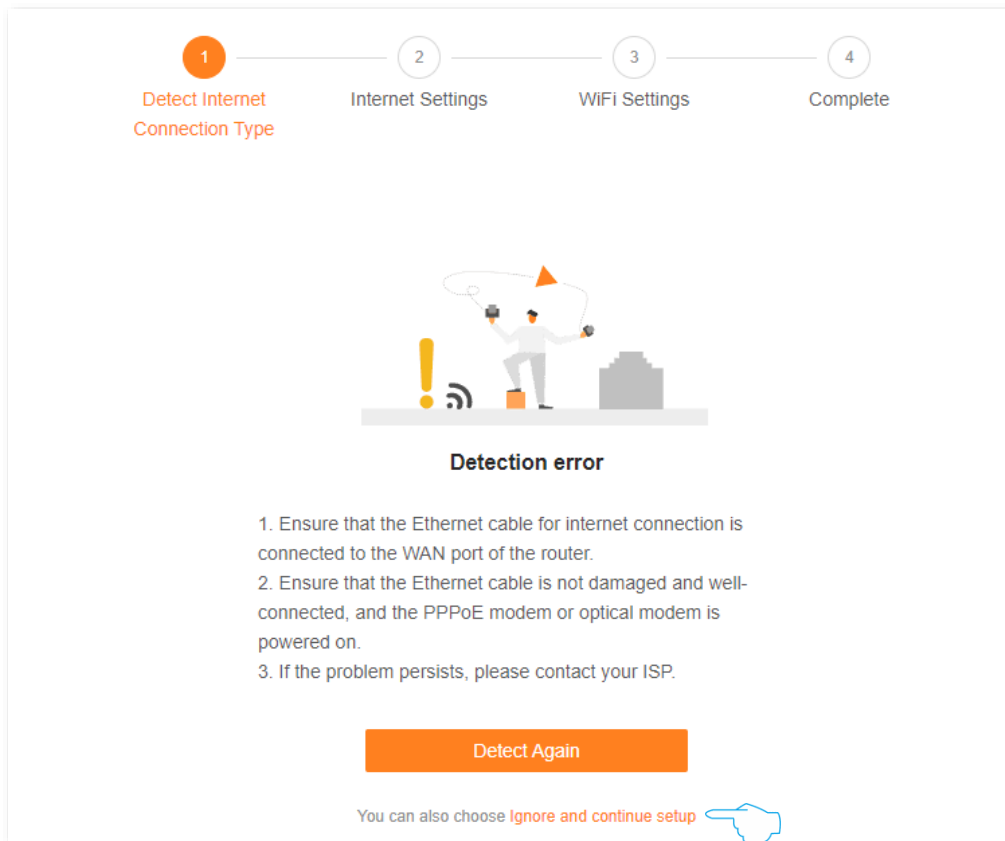 1
2
3
4
Detect Internet
Connection Type
Internet Settings
WiFi Settings
Complete
Detection error
1. Ensure that the Ethernet cable for internet connection is
connected to the WAN port of the router.
2. Ensure that the Ethernet cable is not damaged and well-
connected, and the PPPoE modem or optical modem is
powered on.
3. If the problem persists, please contact your ISP.
Detect Again
You can also choose Ignore and continue setup